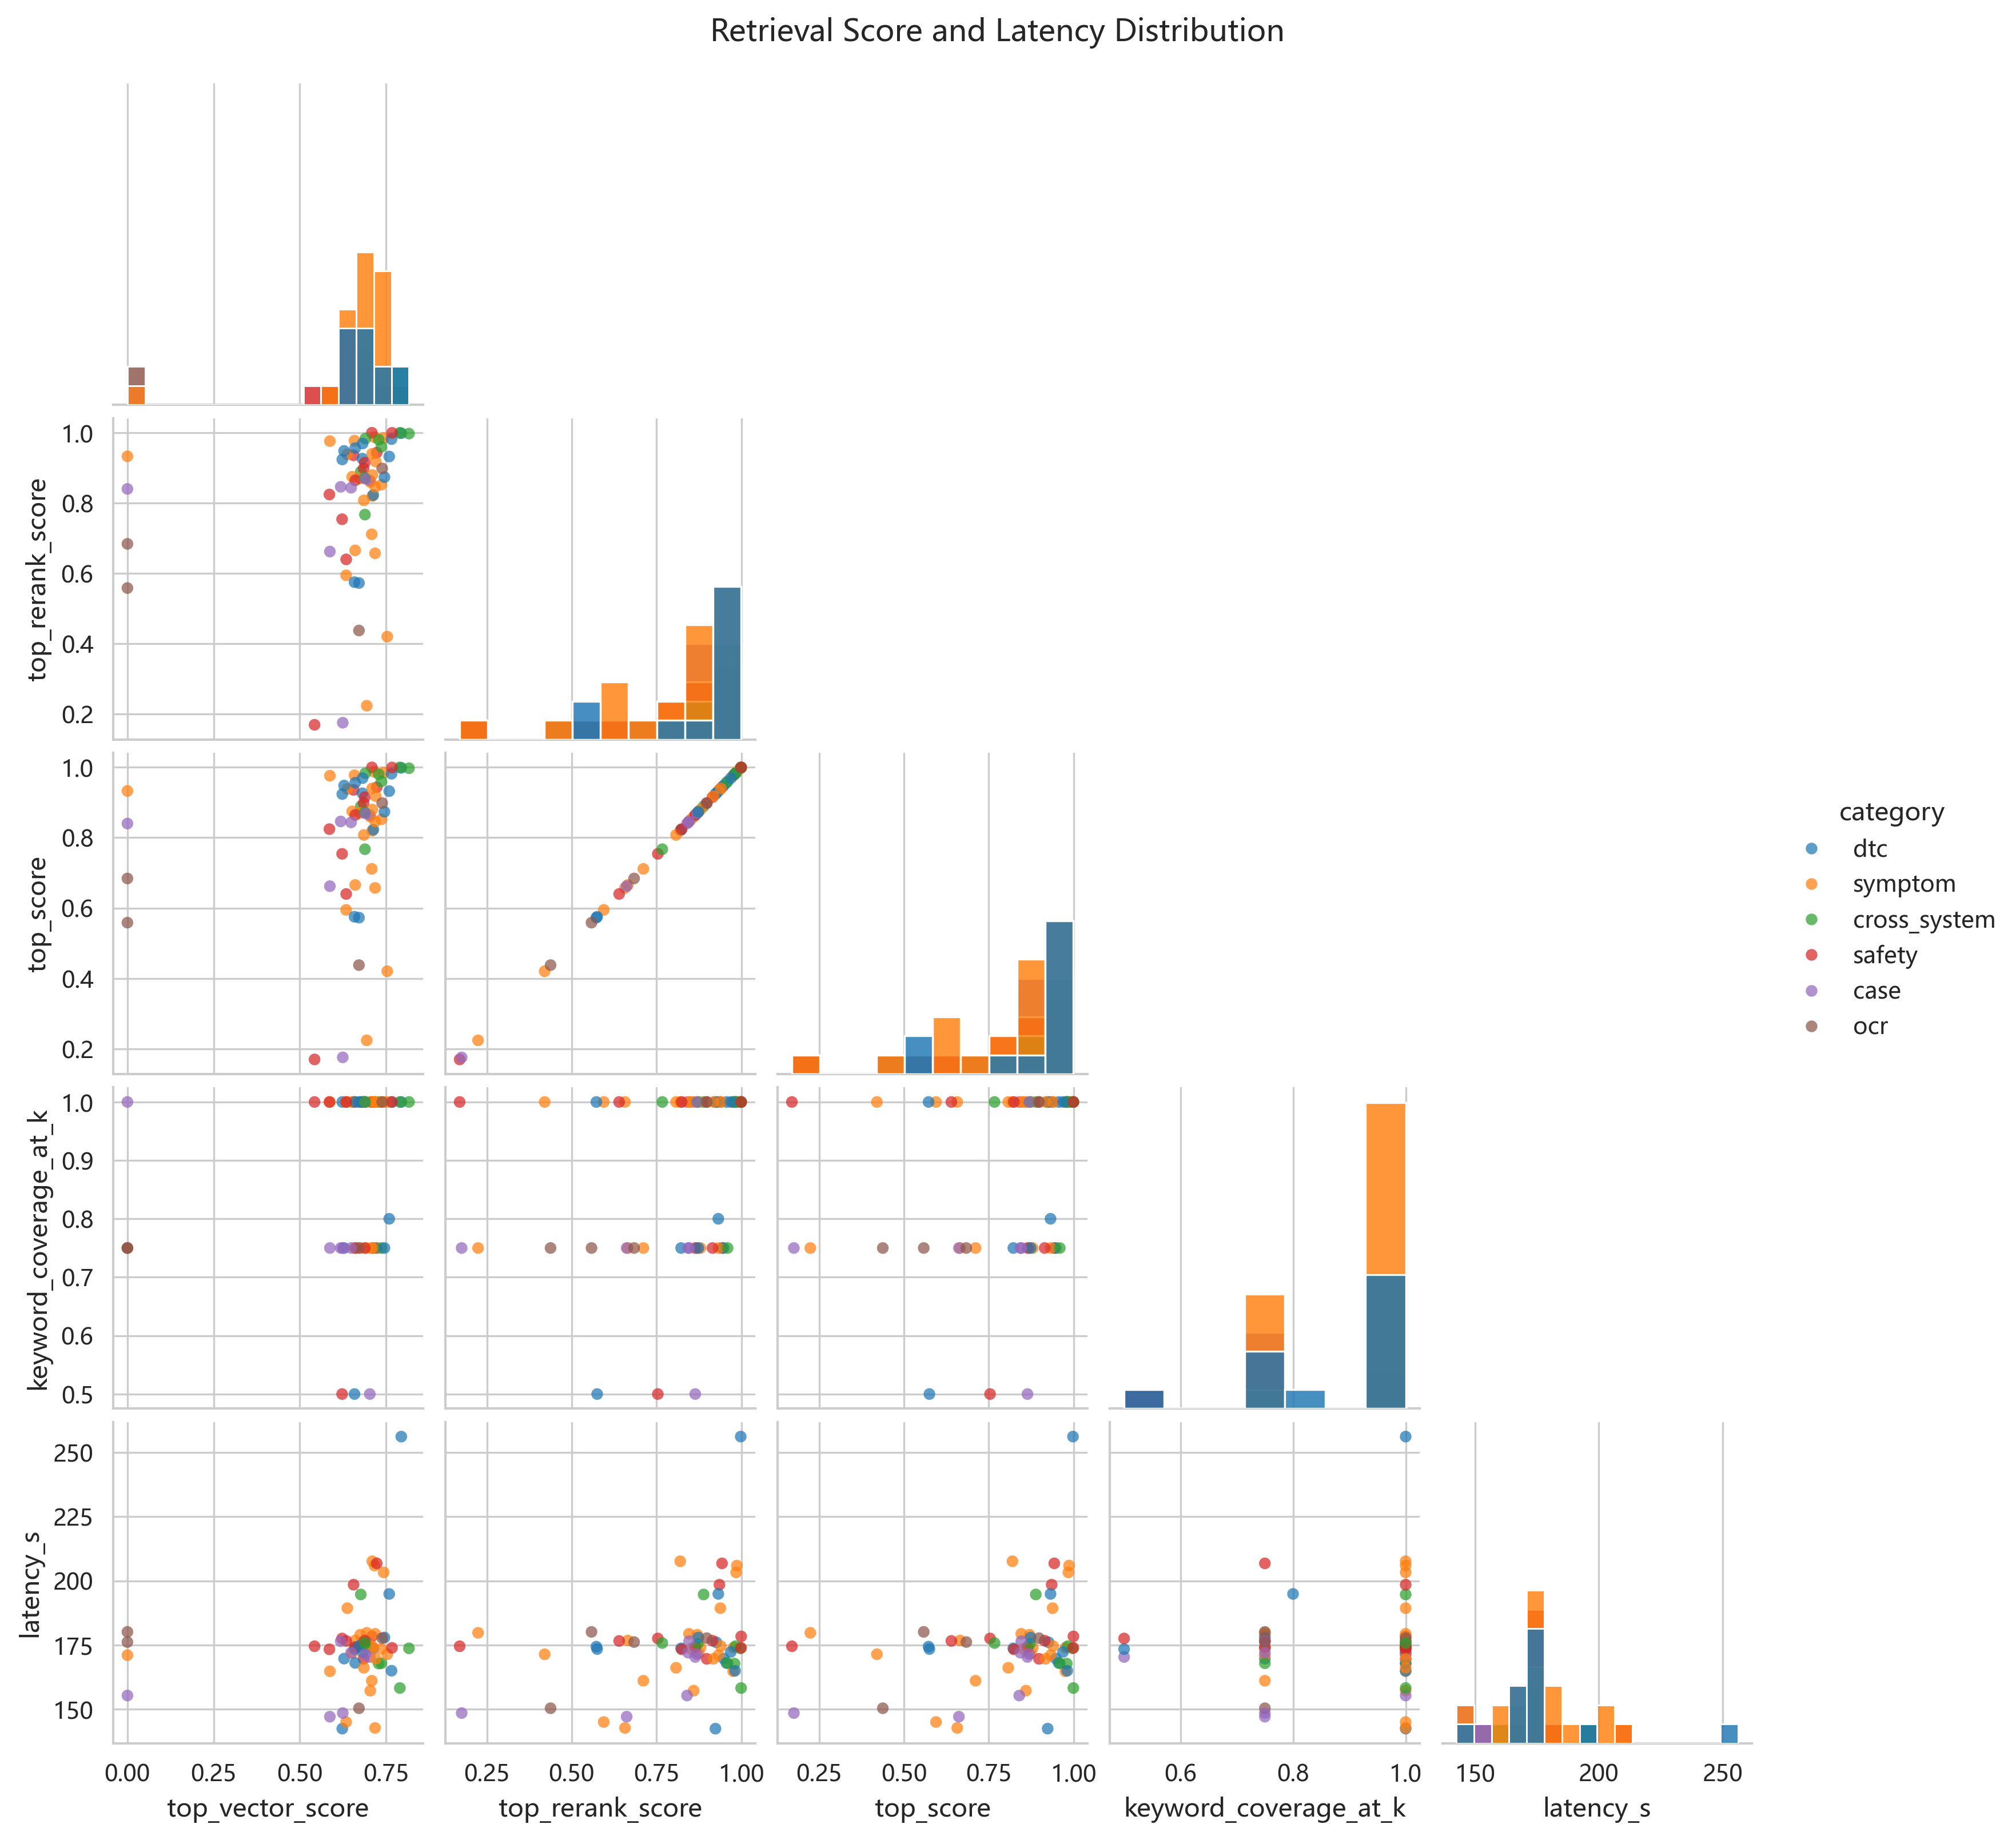 Retrieval Score and Latency Distribution
top_rerank_score
1.0
0.8
0.6
0.4
0.2
top_score
1.0
0.8
0.6
0.4
0.2
category
dtc
symptom
cross_system
safety
case
ocr
keyword_coverage_at_k
1.0
0.9
0.8
0.7
0.6
0.5
latency_s
250
225
200
175
150
0.00 0.25 0.50 0.75
0.25 0.50 0.75 1.00
0.25 0.50 0.75 1.00
0.6 0.8 1.0
150 200 250
top_vector_score
top_rerank_score
top_score
keyword_coverage_at_k
latency_s